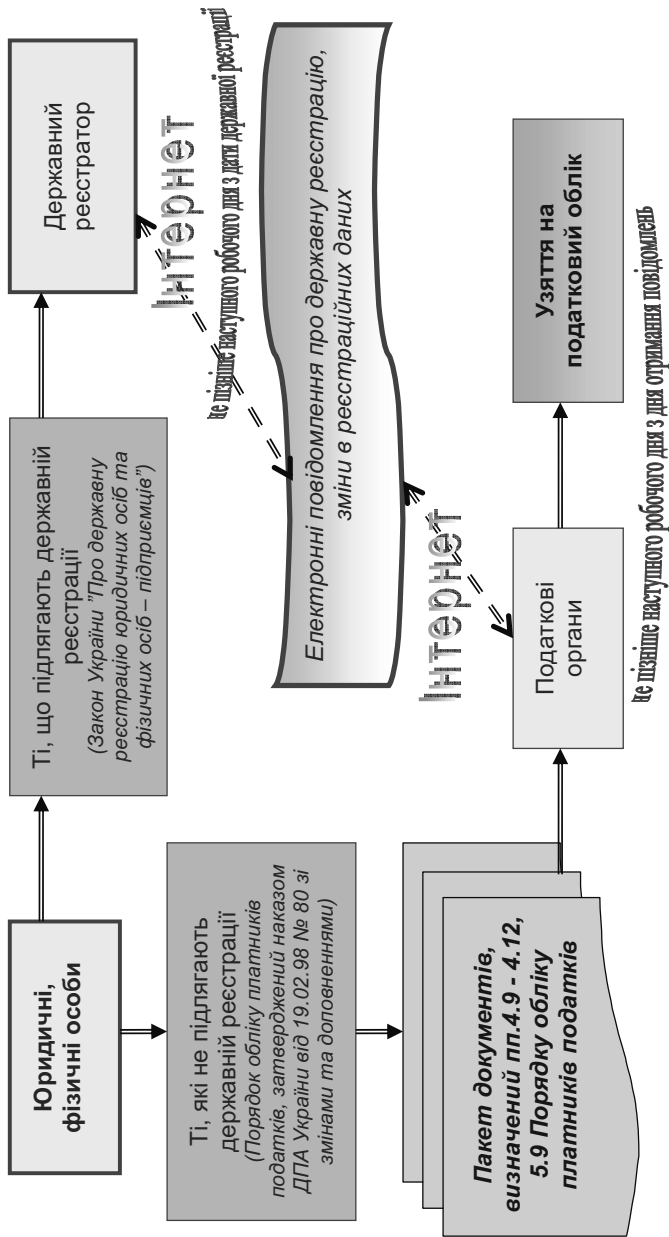 Юридичні,
фізичні особи
Ті, що підлягають державній
реєстрації
(Закон України "Про державну
реєстрацію юридичних осіб та
фізичних осіб – підприємців")
Державний
реєстратор
Інтернет
не пізніше наступного робочого дня з дати державної реєстрації
Ті, які не підлягають
державній реєстрації
(Порядок обліку платників
податків, затверджений наказом
ДПА України від 19.02.98 № 80 зі
змінами та доповненнями)
Електронні повідомлення про державну реєстрацію,
зміни в реєстраційних даних
Інтернет
Пакет документів,
визначений пп.4.9 - 4.12,
5.9 Порядку обліку
платників податків
Податкові
органи
Узяття на
податковий облік
не пізніше наступного робочого дня з дня отримання повідомлень